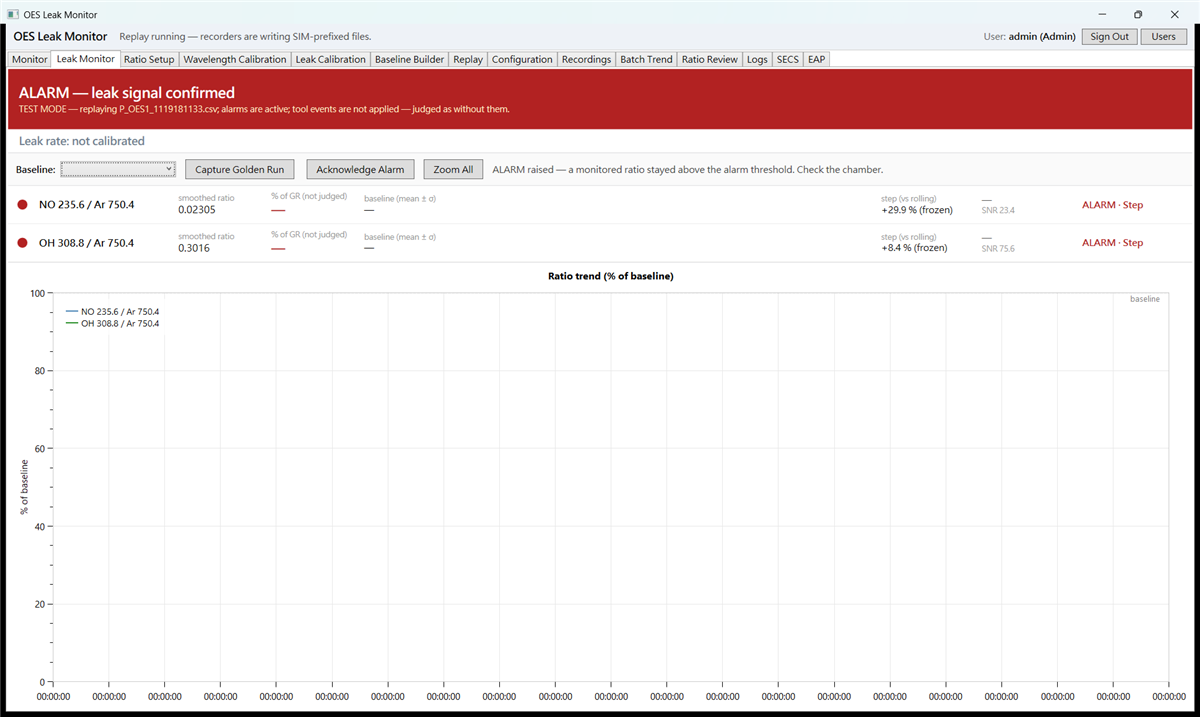 OES Leak Monitor
OES Leak Monitor Replay running — recorders are writing SIM-prefixed files. User: admin (Admin) Sign Out Users
Monitor Leak Monitor Ratio Setup Wavelength Calibration Leak Calibration Baseline Builder Replay Configuration Recordings Batch Trend Ratio Review Logs SECS EAP
ALARM — leak signal confirmed
TEST MODE — replaying P_OES1_1119181133.csv; alarms are active; tool events are not applied — judged as without them.
Leak rate: not calibrated
Baseline: Capture Golden Run Acknowledge Alarm Zoom All ALARM raised — a monitored ratio stayed above the alarm threshold. Check the chamber.
smoothed ratio % of GR (not judged) baseline (mean ± σ) step (vs rolling) —
NO 235.6 / Ar 750.4 0.02305 — — +29.9 % (frozen) SNR 23.4 ALARM · Step
smoothed ratio % of GR (not judged) baseline (mean ± σ) step (vs rolling) —
OH 308.8 / Ar 750.4 0.3016 — — +8.4 % (frozen) SNR 75.6 ALARM · Step
Ratio trend (% of baseline)
100
baseline
NO 235.6 / Ar 750.4
OH 308.8 / Ar 750.4
80
60
% of baseline
40
20
0
00:00:00 00:00:00 00:00:00 00:00:00 00:00:00 00:00:00 00:00:00 00:00:00 00:00:00 00:00:00 00:00:00 00:00:00 00:00:00 00:00:00 00:00:00 00:00:00 00:00:00 00:00:00 00:00:00 00:00:00 00:00:00